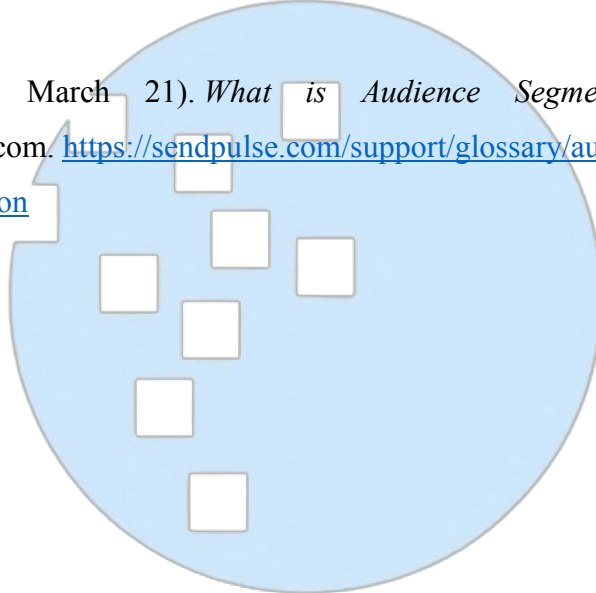 March 21). What is Audience Segme
com. https://sendpulse.com/support/glossary/au
on